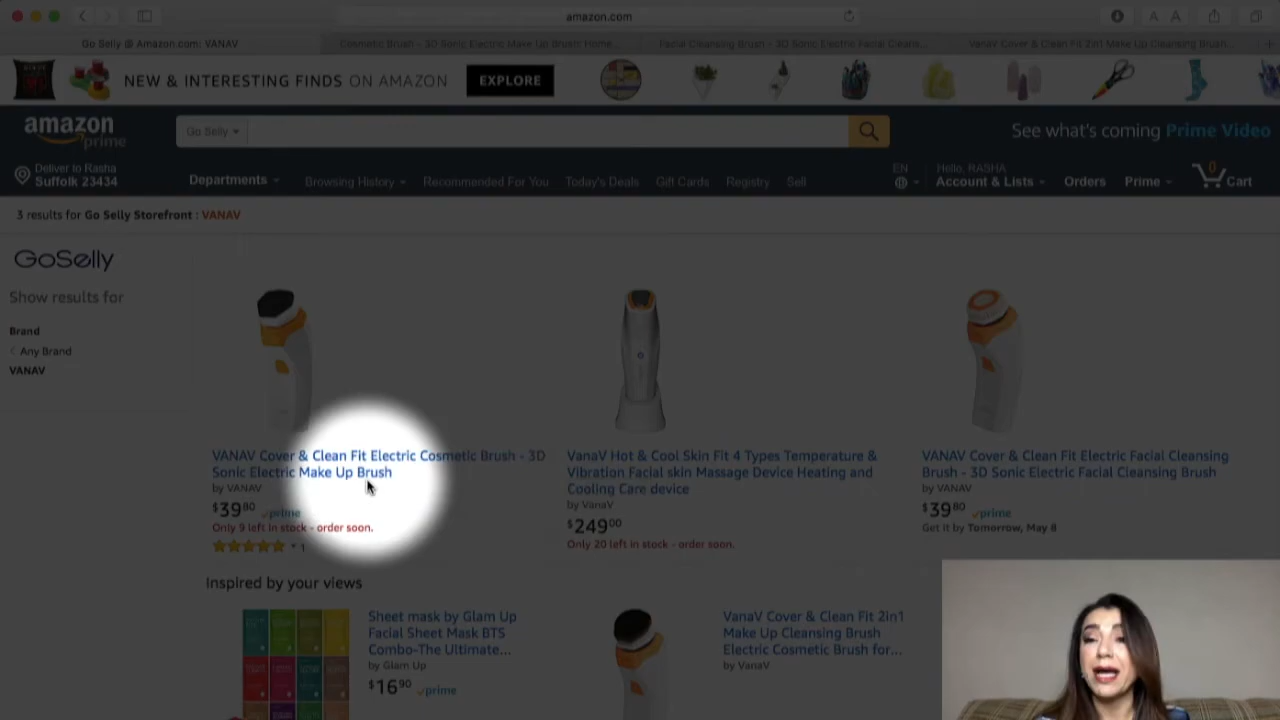 amazon.com
Go Selly @ Amazon.com: VANAV
Cosmetic Brush - 3D Sonic Electric Make Up Brush! Home...
Facial Cleansing Brush - 3D Sonic Electric Facial Cleans...
VanaV Cover & Clean Fit 2in1 Make Up Cleansing Brush...
NEW & INTERESTING FINDS ON AMAZON
EXPLORE
amazon
prime
Go Selly
See what's coming Prime Video
Deliver to Rasha
Suffolk 23434
Departments
Browsing History
Recommended For You
Today's Deals
Gift Cards
Registry
Sell
EN
Hello, RASHA
Account & Lists
Orders
Prime
0
Cart
3 results for Go Selly Storefront : VANAV
GoSelly
Show results for
Brand
Any Brand
VANAV
VANAV Cover & Clean Fit Electric Cosmetic Brush - 3D
Sonic Electric Make Up Brush
by VANAV
$39.80 prime
Only 9 left in stock - order soon.
1
VanaV Hot & Cool Skin Fit 4 Types Temperature &
Vibration Facial skin Massage Device Heating and
Cooling Care device
by VanaV
$249.00
Only 20 left in stock - order soon.
VANAV Cover & Clean Fit Electric Facial Cleansing
Brush - 3D Sonic Electric Facial Cleansing Brush
by VANAV
$39.80 prime
Get it by Tomorrow, May 8
Inspired by your views
Sheet mask by Glam Up
Facial Sheet Mask BTS
Combo-The Ultimate...
by Glam Up
$16.90 prime
VanaV Cover & Clean Fit 2in1
Make Up Cleansing Brush
Electric Cosmetic Brush for...
by VanaV